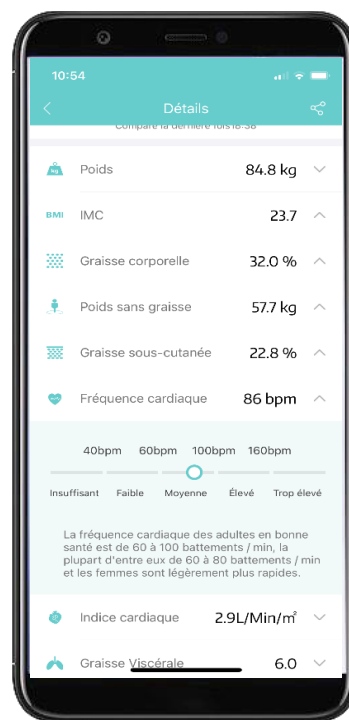 10:54
Détails
Compare la dernière fois 16:38
Poids 84.8 kg
BMI IMC 23.7
Graisse corporelle 32.0 %
Poids sans graisse 57.7 kg
Graisse sous-cutanée 22.8 %
Fréquence cardiaque 86 bpm
40bpm 60bpm 100bpm 160bpm
Insuffisant Faible Moyenne Élevé Trop élevé
La fréquence cardiaque des adultes en bonne
santé est de 60 à 100 battements / min, la
plupart d'entre eux de 60 à 80 battements / min
et les femmes sont légèrement plus rapides.
Indice cardiaque 2.9L/Min/㎡
Graisse Viscérale 6.0